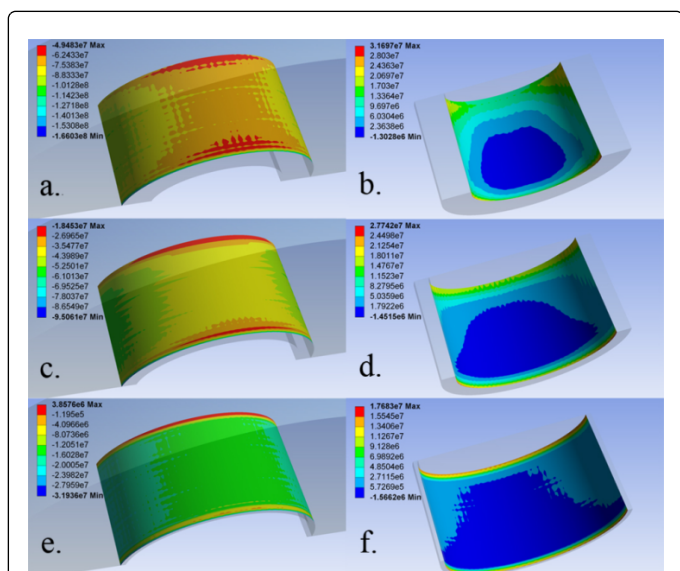 -4.9483e7 Max
-6.2433e7
-7.5383e7
-8.8333e7
-1.0128e8
-1.1423e8
-1.2718e8
-1.4013e8
-1.5308e8
-1.6603e8 Min
a.
3.1697e7 Max
2.803e7
2.4363e7
2.0697e7
1.703e7
1.3364e7
9.697e6
6.0304e6
2.3638e6
-1.3028e6 Min
b.
-1.8453e7 Max
-2.6965e7
-3.5477e7
-4.3989e7
-5.2501e7
-6.1013e7
-6.9525e7
-7.8037e7
-8.6549e7
-9.5061e7 Min
c.
2.7742e7 Max
2.4498e7
2.1254e7
1.8011e7
1.4767e7
1.1523e7
8.2795e6
5.0359e6
1.7922e6
-1.4515e6 Min
d.
3.8576e6 Max
-1.195e5
-4.0966e6
-8.0736e6
-1.2051e7
-1.6028e7
-2.0005e7
-2.3982e7
-2.7959e7
-3.1936e7 Min
e.
1.7683e7 Max
1.5545e7
1.3406e7
1.1267e7
9.128e6
6.9892e6
4.8504e6
2.7115e6
5.7269e5
-1.5662e6 Min
f.